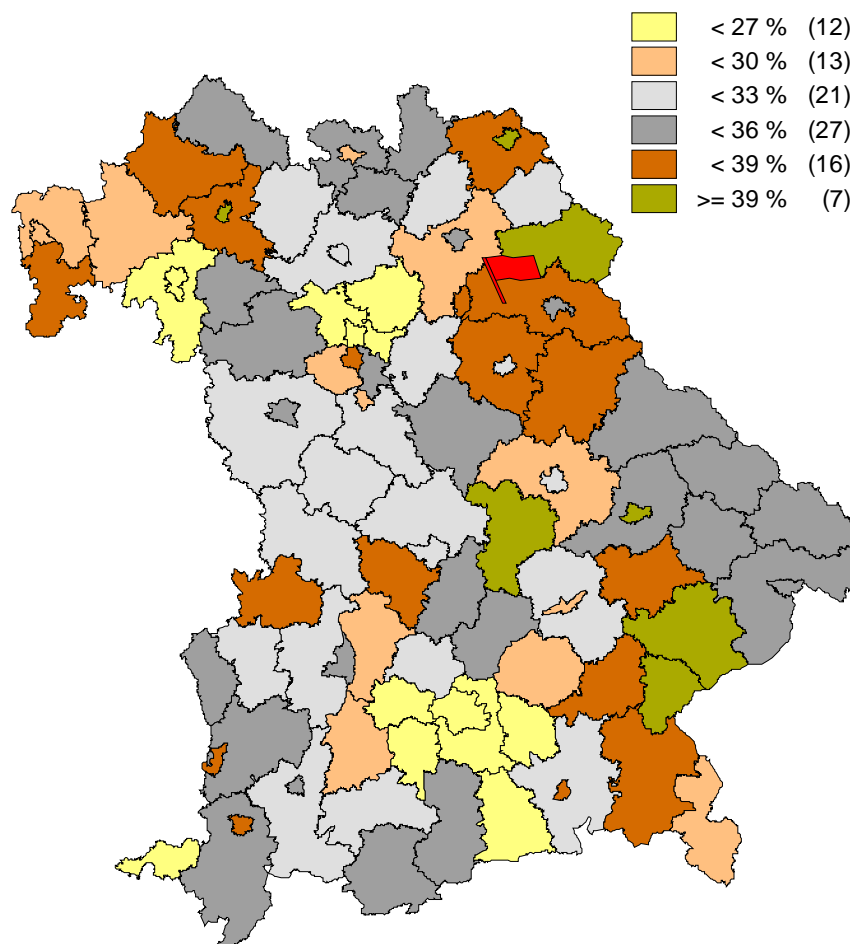 < 27 % (12)
< 30 % (13)
< 33 % (21)
< 36 % (27)
< 39 % (16)
>= 39 % (7)